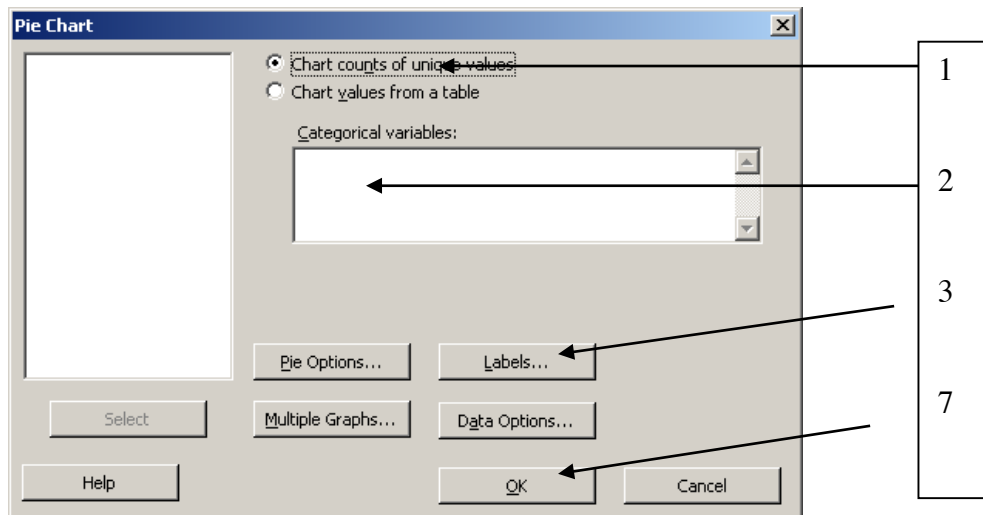 Pie Chart
Chart counts of unique values
Chart values from a table
Categorical variables:
Pie Options...
Labels...
Select
Multiple Graphs...
Data Options...
Help
OK
Cancel
1
2
3
7